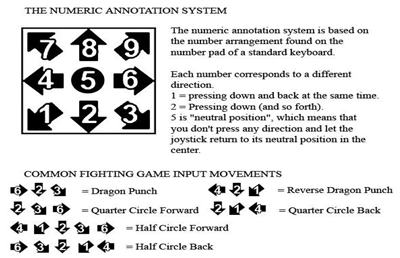 THE NUMERIC ANNOTATION SYSTEM
7 8 9
4 5 6
1 2 3
The numeric annotation system is based on
the number arrangement found on the
number pad of a standard keyboard.
Each number corresponds to a different
direction.
1 = pressing down and back at the same time.
2 = Pressing down (and so forth).
5 is "neutral position", which means that
you don't press any direction and let the
joystick return to its neutral position in the
center.
COMMON FIGHTING GAME INPUT MOVEMENTS
6 2 3 = Dragon Punch
4 2 1 = Reverse Dragon Punch
2 3 6 = Quarter Circle Forward
2 1 4 = Quarter Circle Back
4 1 2 3 6 = Half Circle Forward
6 3 2 1 4 = Half Circle Back